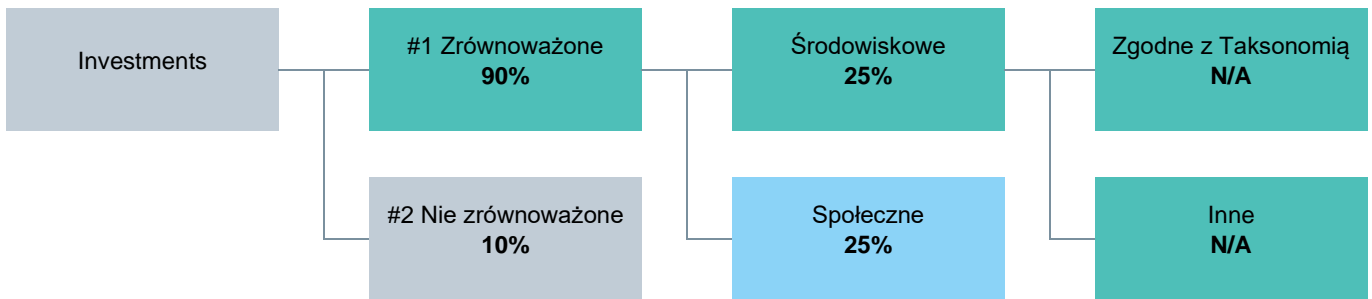 Investments
#1 Zrównoważone
90%
Środowiskowe
25%
Zgodne z Taksonomią
N/A
#2 Nie zrównoważone
10%
Społeczne
25%
Inne
N/A